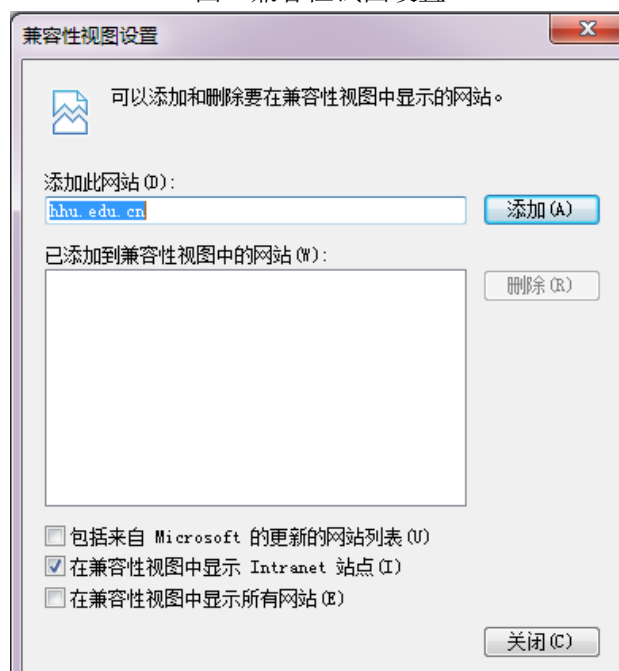 兼容性视图设置
可以添加和删除要在兼容性视图中显示的网站。
添加此网站(D):
hhu.edu.cn
添加(A)
已添加到兼容性视图中的网站(W):
删除(R)
包括来自 Microsoft 的更新的网站列表(U)
在兼容性视图中显示 Intranet 站点(I)
在兼容性视图中显示所有网站(E)
关闭(C)